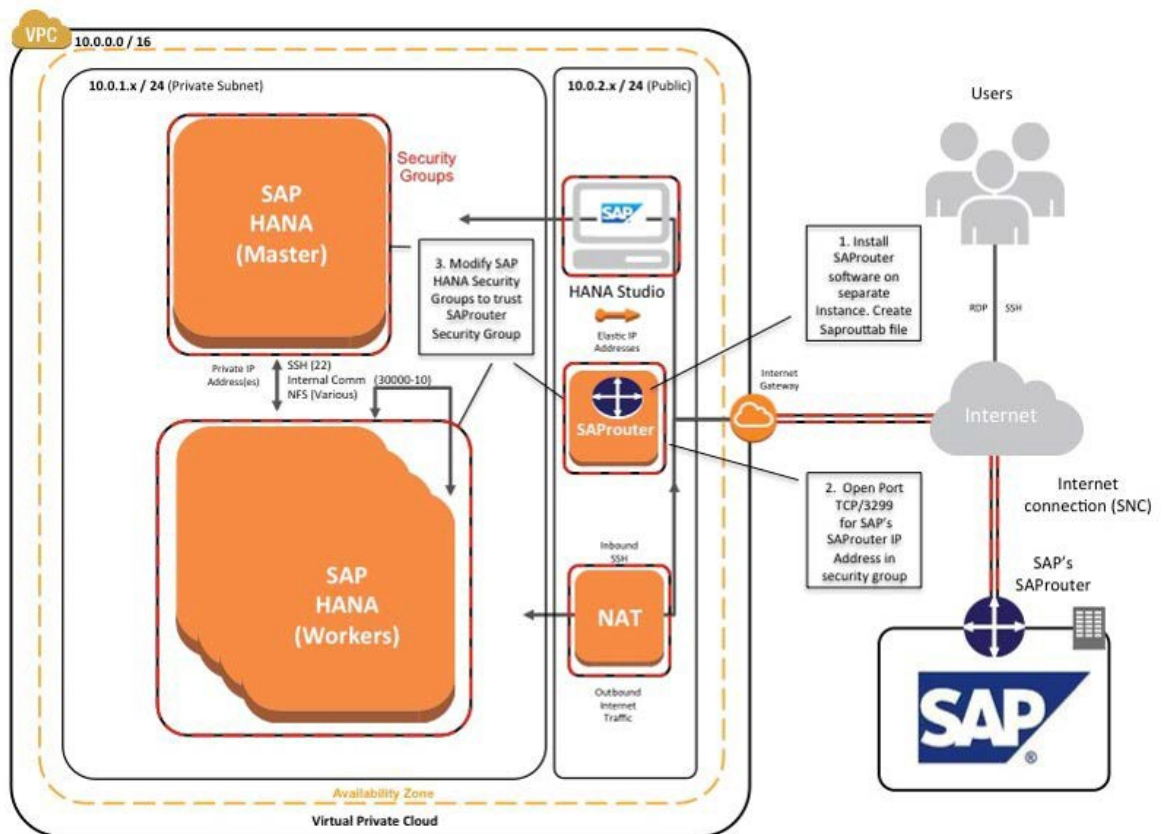 VPC
10.0.0.0 / 16
10.0.1.x / 24 (Private Subnet)
10.0.2.x / 24 (Public)
Users
SAP
HANA
(Master)
Security
Groups
SAP
HANA Studio
3. Modify SAP
HANA Security
Groups to trust
SAProuter
Security Group
1. Install
SAProuter
software on
separate
Instance. Create
Saprouttab file
RDP
SSH
Elastic IP
Addresses
Private IP
Address(es)
SSH (22)
Internal Comm (30000-10)
NFS (Various)
SAProuter
Internet
Gateway
Internet
2. Open Port
TCP/3299
for SAP's
SAProuter IP
Address in
security group
Internet
connection (SNC)
SAP
HANA
(Workers)
Inbound
SSH
NAT
Outbound
Internet
Traffic
SAP's
SAProuter
SAP
®
Availability Zone
Virtual Private Cloud